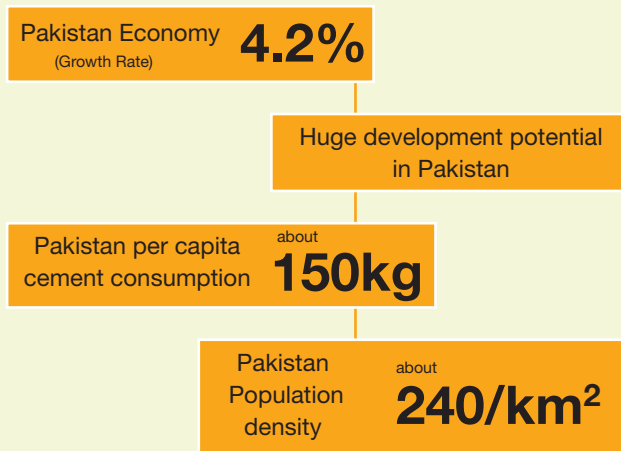 Pakistan Economy 4.2%
(Growth Rate)
Huge development potential
in Pakistan
Pakistan per capita
cement consumption
about
150kg
Pakistan
Population
density
about
240/km²